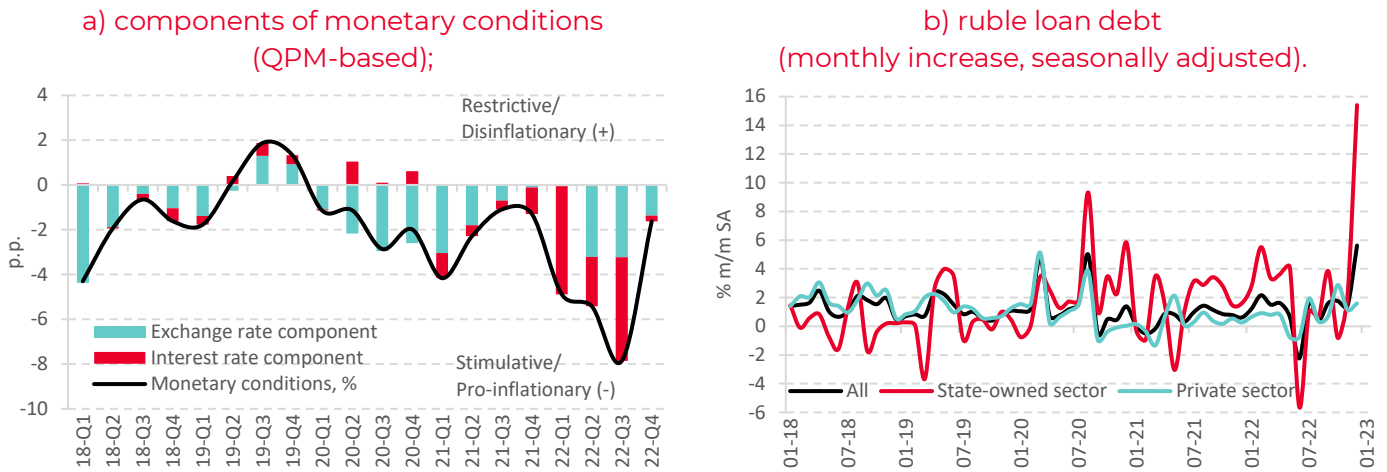 a) components of monetary conditions
(QPM-based);
4
2
0
-2
-4
-6
-8
-10
p.p.
Restrictive/
Disinflationary (+)
Exchange rate component
Interest rate component
Monetary conditions, %
Stimulative/
Pro-inflationary (-)
18-Q1
18-Q2
18-Q3
18-Q4
19-Q1
19-Q2
19-Q3
19-Q4
20-Q1
20-Q2
20-Q3
20-Q4
21-Q1
21-Q2
21-Q3
21-Q4
22-Q1
22-Q2
22-Q3
22-Q4
b) ruble loan debt
(monthly increase, seasonally adjusted).
16
14
12
10
8
6
4
2
0
-2
-4
-6
% m/m SA
All
State-owned sector
Private sector
01-18
07-18
01-19
07-19
01-20
07-20
01-21
07-21
01-22
07-22
01-23